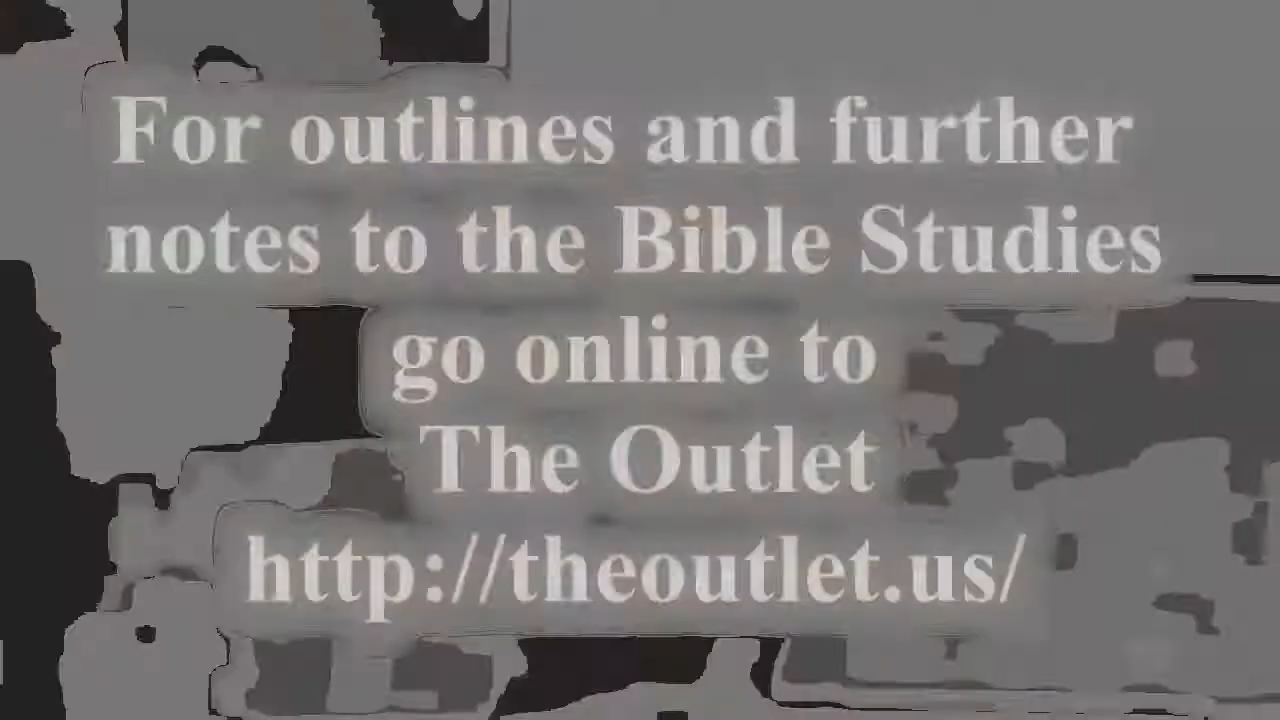 For outlines and further
notes to the Bible Studies
go online to
The Outlet
http://theoutlet.us/